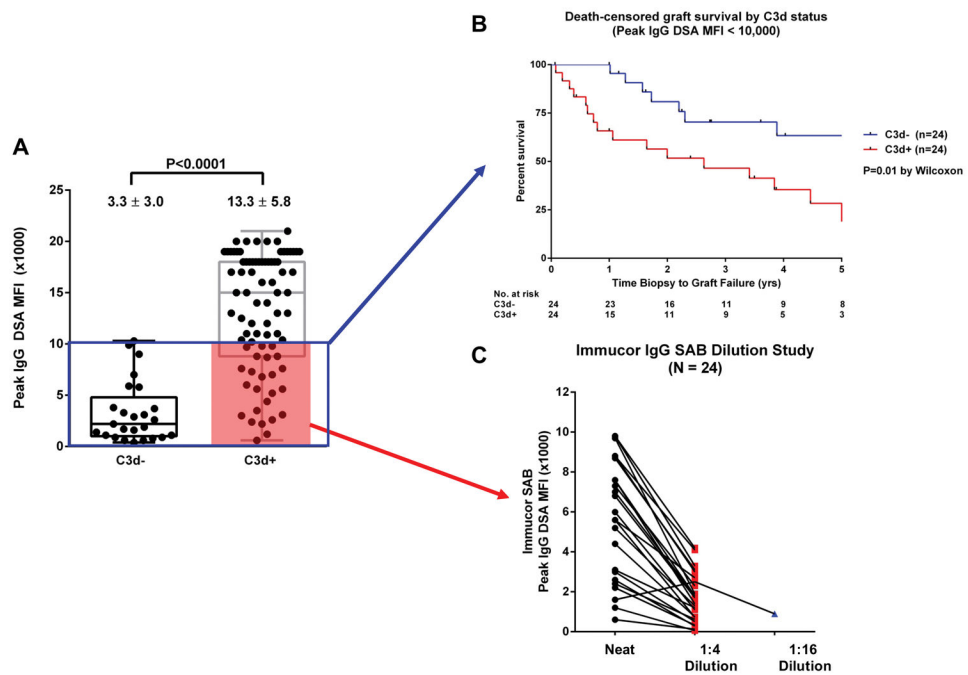 A
P<0.0001
3.3 ± 3.0 13.3 ± 5.8
Peak IgG DSA MFI (x1000)
25
20
15
10
5
0
C3d- C3d+
B
Death-censored graft survival by C3d status
(Peak IgG DSA MFI < 10,000)
Percent survival
100
75
50
25
0
0 1 2 3 4 5
Time Biopsy to Graft Failure (yrs)
C3d- (n=24)
C3d+ (n=24)
P=0.01 by Wilcoxon
No. at risk
C3d- 24 23 16 11 9 8
C3d+ 24 15 11 9 5 3
C
Immucor IgG SAB Dilution Study
(N = 24)
Immucor SAB
Peak IgG DSA MFI (x1000)
12
10
8
6
4
2
0
Neat 1:4 1:16
Dilution Dilution